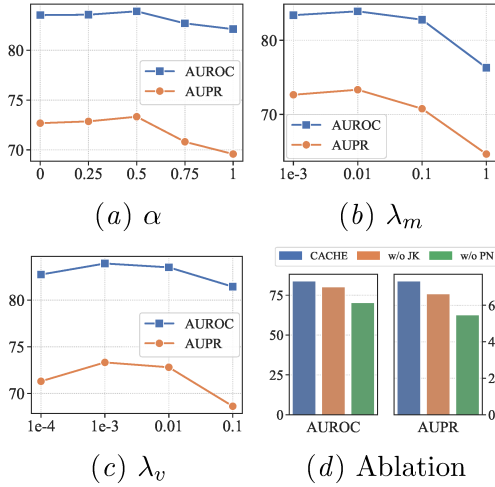 80
75
70
AUROC
AUPR
0 0.25 0.5 0.75 1
(a) α
80
70
AUROC
AUPR
1e-3 0.01 0.1 1
(b) λm
80
75
70
AUROC
AUPR
1e-4 1e-3 0.01 0.1
(c) λv
CACHE w/o JK w/o PN
75
50
25
0
AUROC
6
4
2
0
AUPR
(d) Ablation